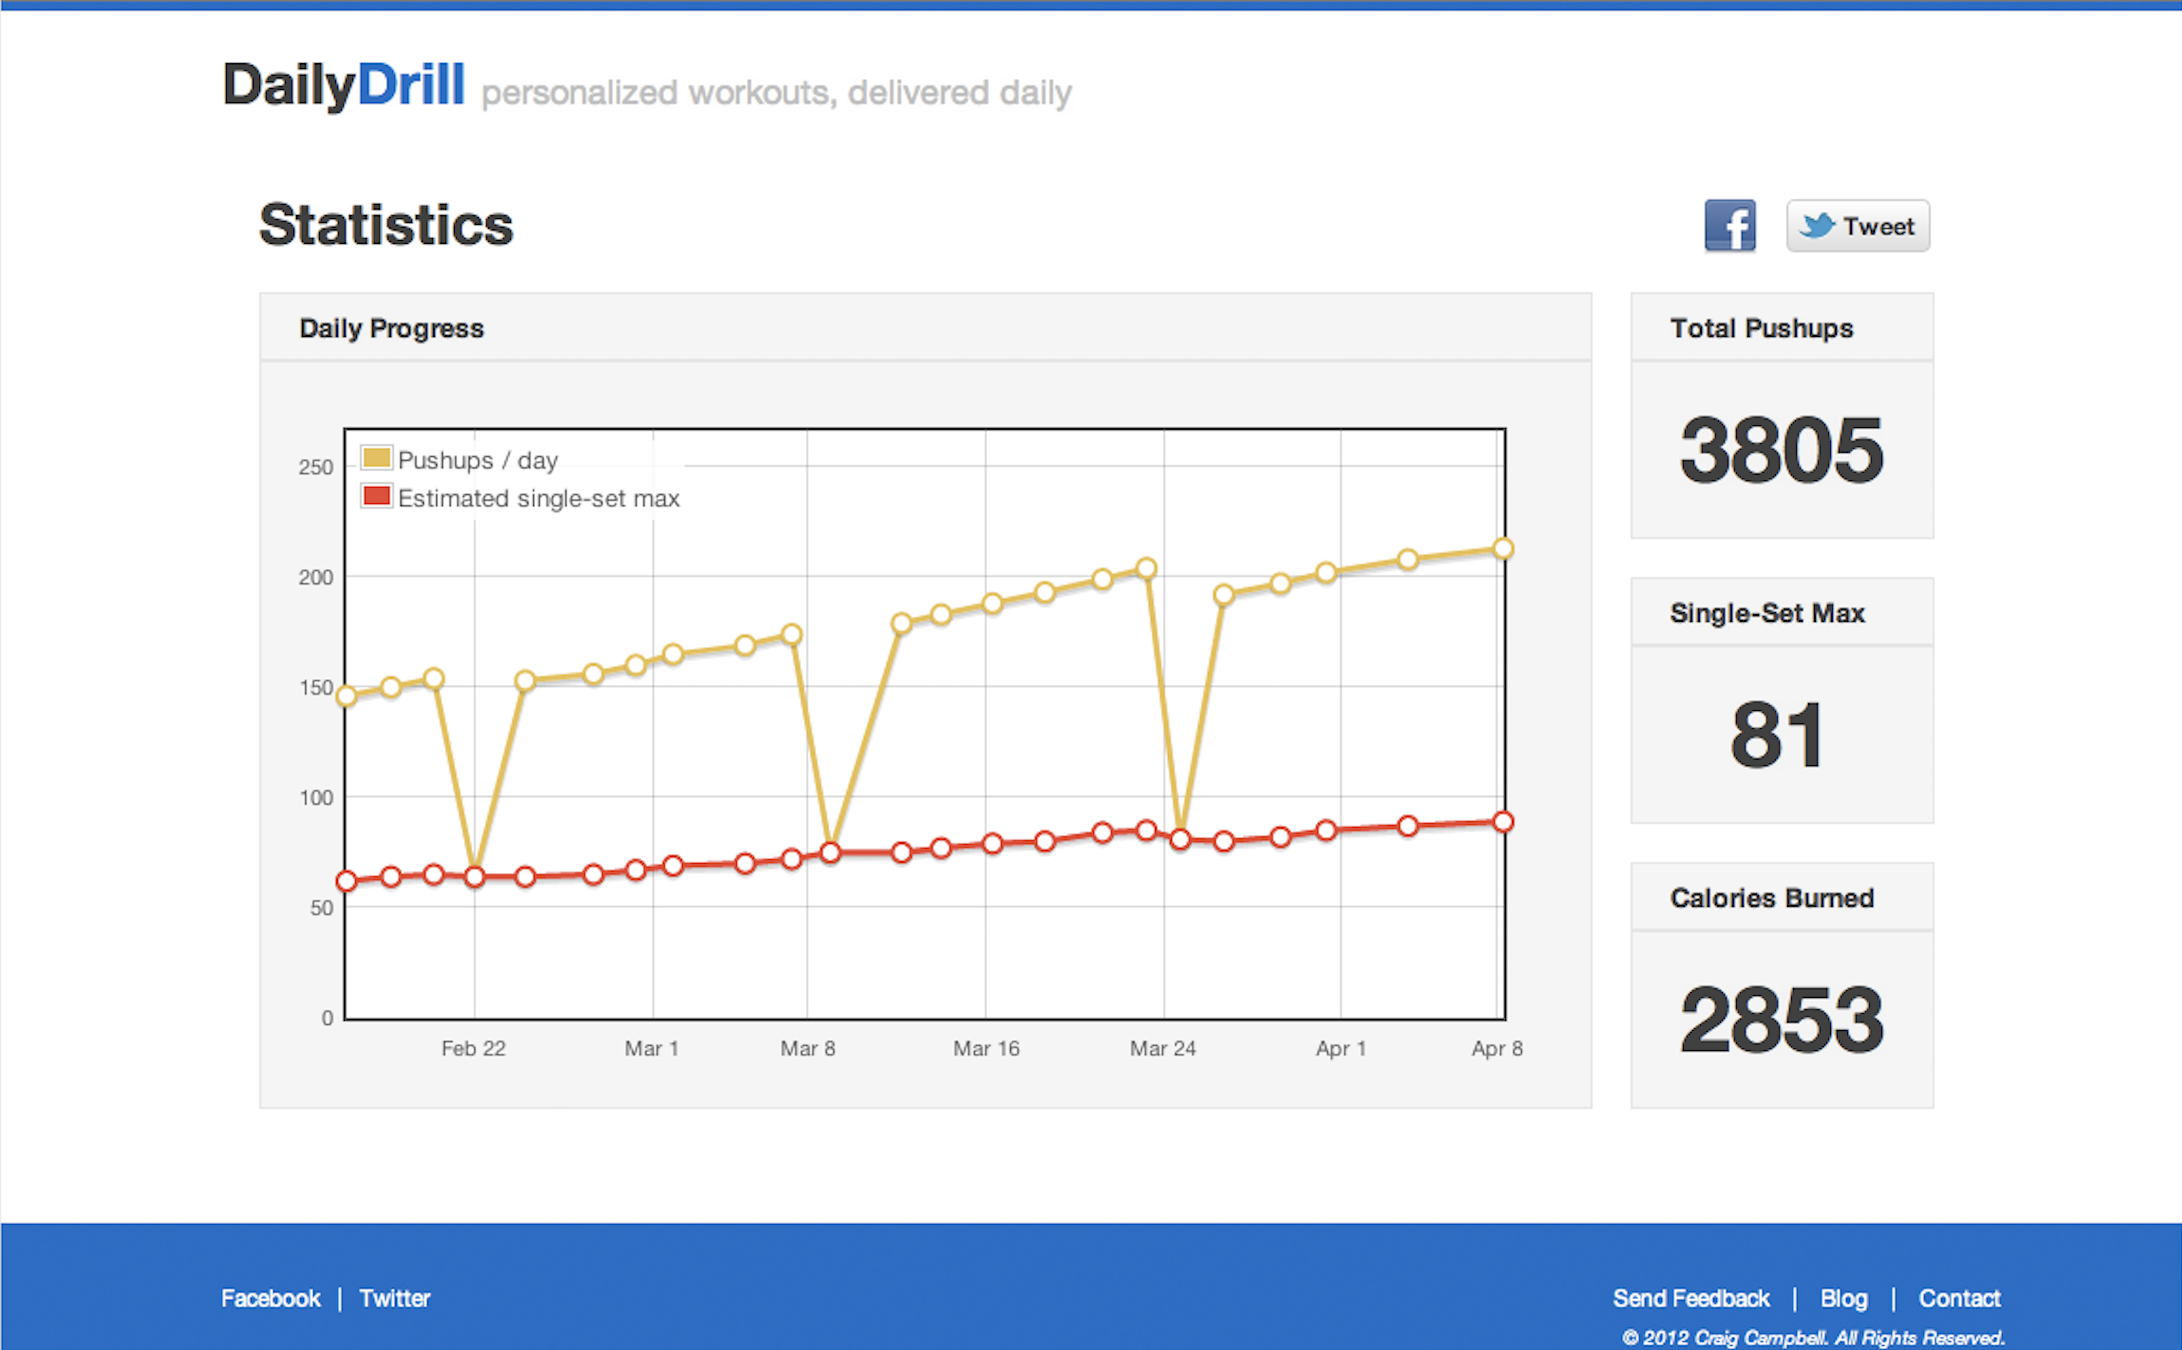 DailyDrill personalized workouts, delivered daily
Statistics
f
Tweet
Daily Progress
Pushups / day
Estimated single-set max
250
200
150
100
50
0
Feb 22 Mar 1 Mar 8 Mar 16 Mar 24 Apr 1 Apr 8
Total Pushups
3805
Single-Set Max
81
Calories Burned
2853
Facebook | Twitter
Send Feedback | Blog | Contact
© 2012 Craig Campbell. All Rights Reserved.